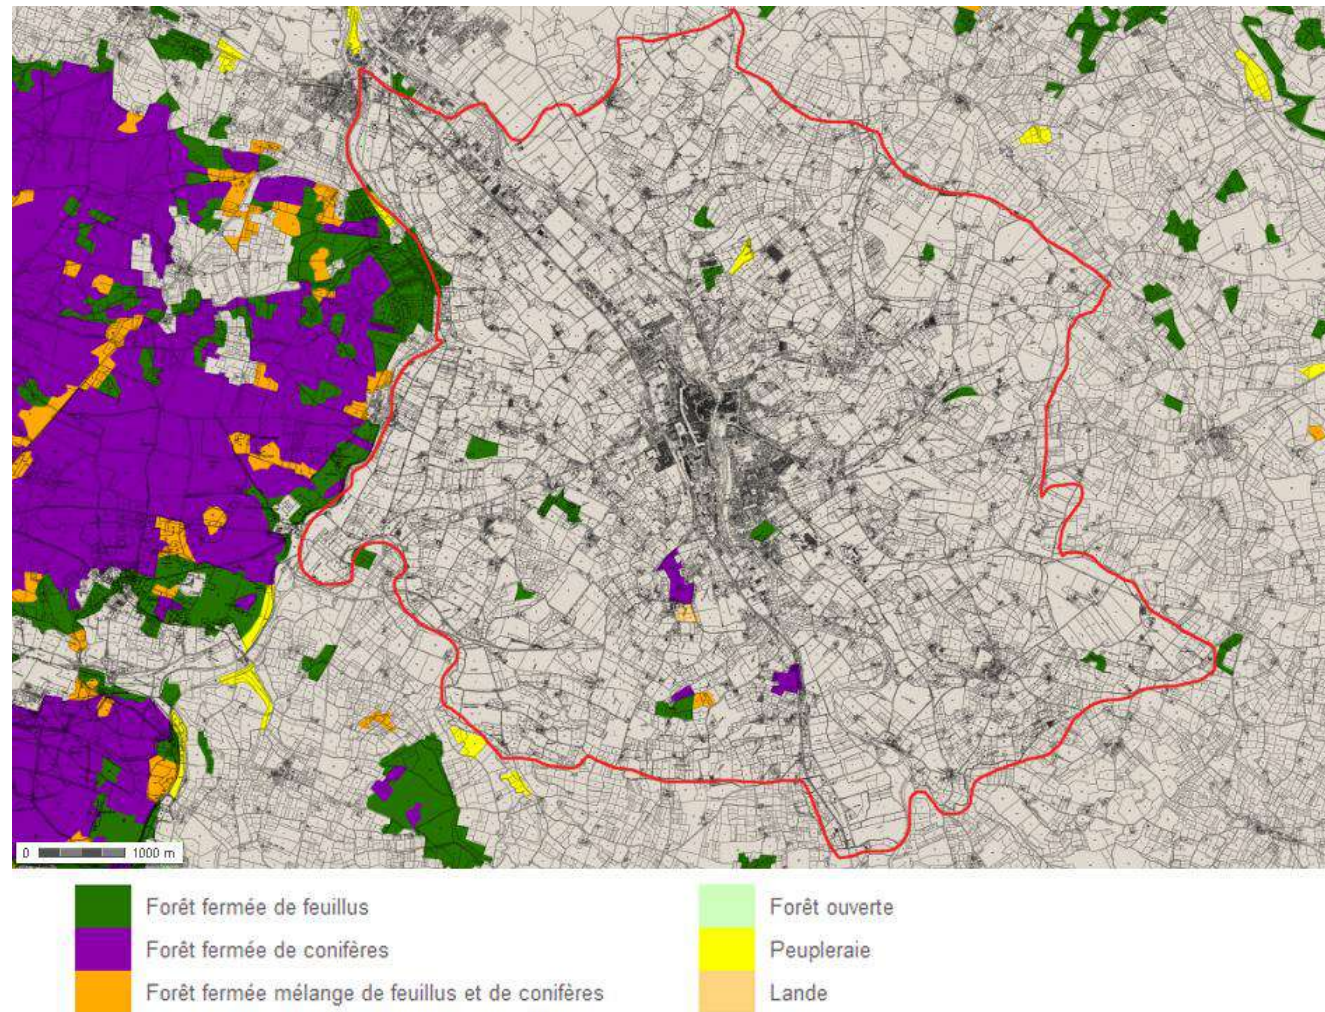 0 1000 m
Forêt fermée de feuillus
Forêt fermée de conifères
Forêt fermée mélange de feuillus et de conifères
Forêt ouverte
Peupleraie
Lande